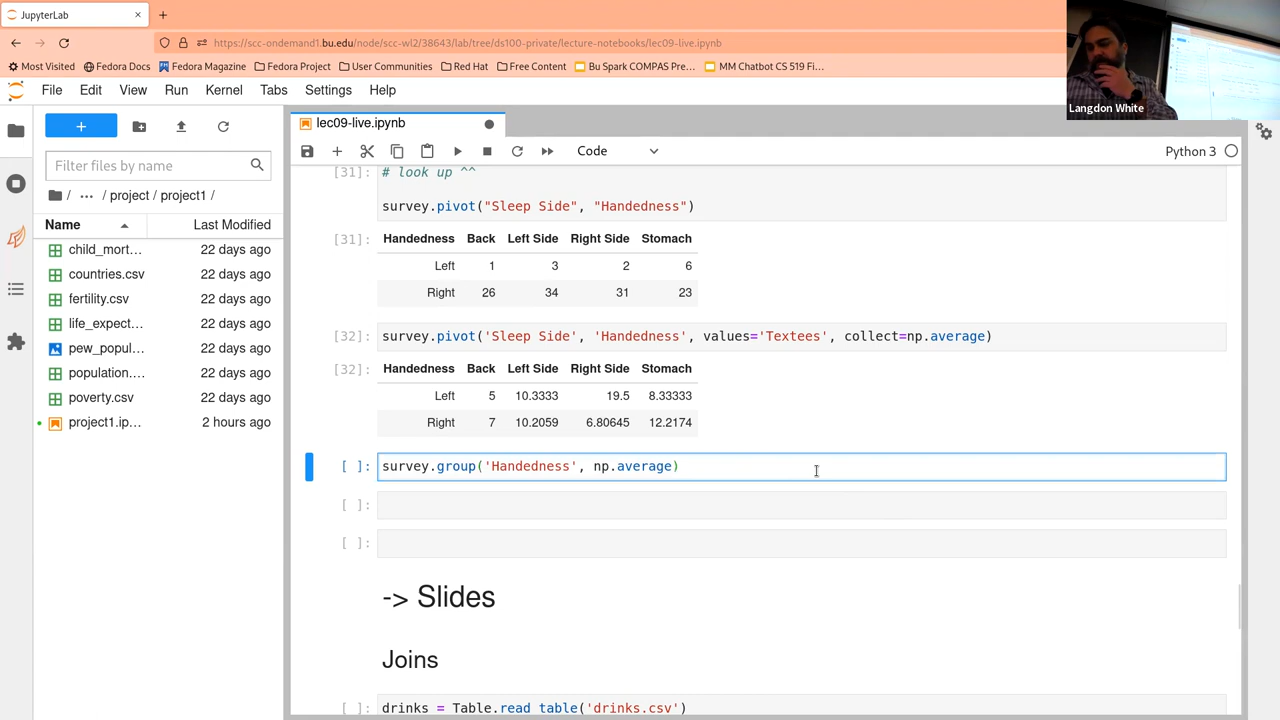 JupyterLab
https://scc-ondemand1.bu.edu/node/scc-wl2/38643/lab/tree/ds100-private/lecture-notebooks/lec09-live.ipynb
Most Visited Fedora Docs Fedora Magazine Fedora Project User Communities Red Hat Free Content Bu Spark COMPAS Pre… MM Chatbot CS 519 Fi…
Langdon White
File Edit View Run Kernel Tabs Settings Help
lec09-live.ipynb
Code
Python 3
Filter files by name
/ ··· / project / project1 /
Name Last Modified
child_mort… 22 days ago
countries.csv 22 days ago
fertility.csv 22 days ago
life_expect… 22 days ago
pew_popul… 22 days ago
population.… 22 days ago
poverty.csv 22 days ago
project1.ip… 2 hours ago
[31]: # look up ^^
survey.pivot("Sleep Side", "Handedness")
[31]: Handedness Back Left Side Right Side Stomach
Left 1 3 2 6
Right 26 34 31 23
[32]: survey.pivot('Sleep Side', 'Handedness', values='Textees', collect=np.average)
[32]: Handedness Back Left Side Right Side Stomach
Left 5 10.3333 19.5 8.33333
Right 7 10.2059 6.80645 12.2174
[ ]: survey.group('Handedness', np.average)
[ ]:
[ ]:
-> Slides
Joins
[ ]: drinks = Table.read_table('drinks.csv')